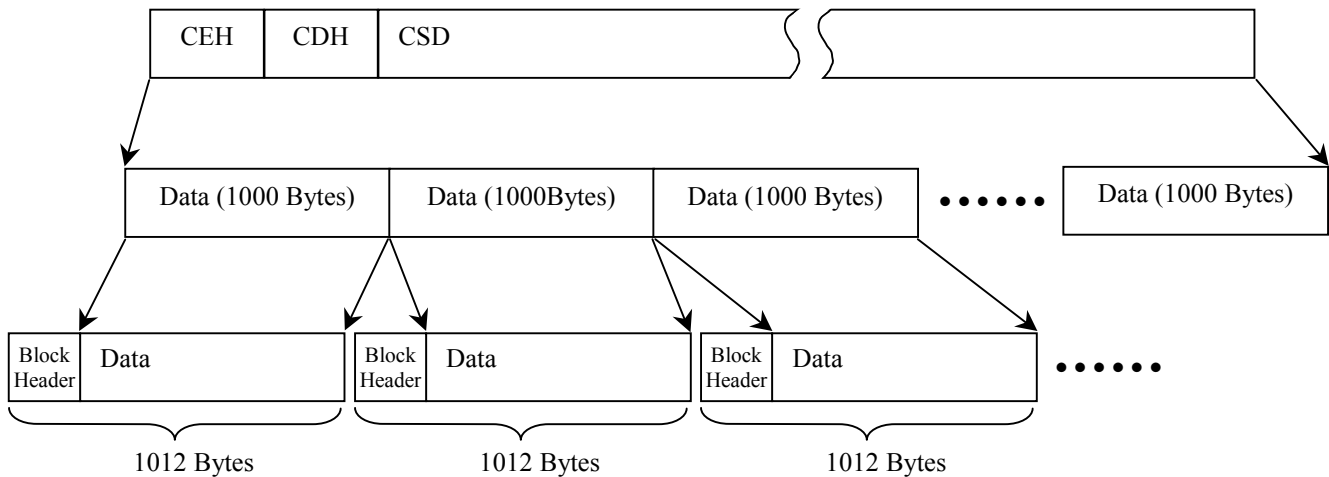 CEH CDH CSD
Data (1000 Bytes) Data (1000Bytes) Data (1000 Bytes) Data (1000 Bytes)
Block Header Data Block Header Data Block Header Data
1012 Bytes 1012 Bytes 1012 Bytes